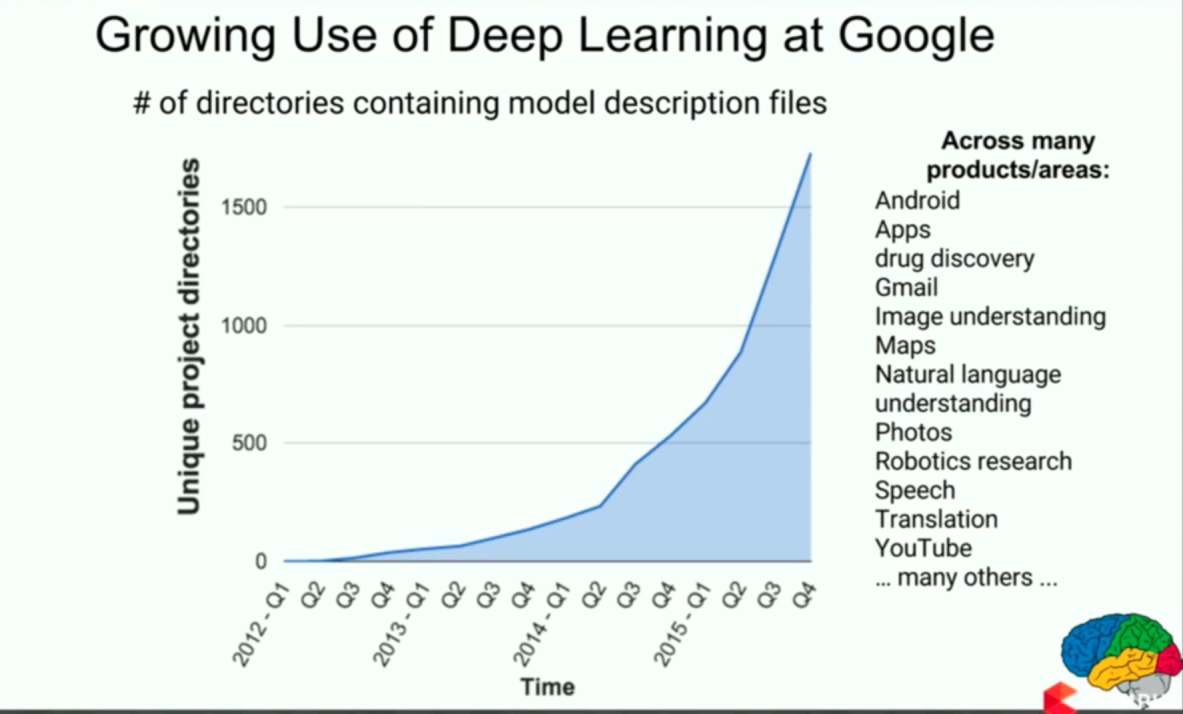 Growing Use of Deep Learning at Google
# of directories containing model description files
Unique project directories
1500
1000
500
0
2012 - Q1
Q2
Q3
Q4
2013 - Q1
Q2
Q3
Q4
2014 - Q1
Q2
Q3
Q4
2015 - Q1
Q2
Q3
Q4
Time
Across many
products/areas:
Android
Apps
drug discovery
Gmail
Image understanding
Maps
Natural language
understanding
Photos
Robotics research
Speech
Translation
YouTube
... many others ...